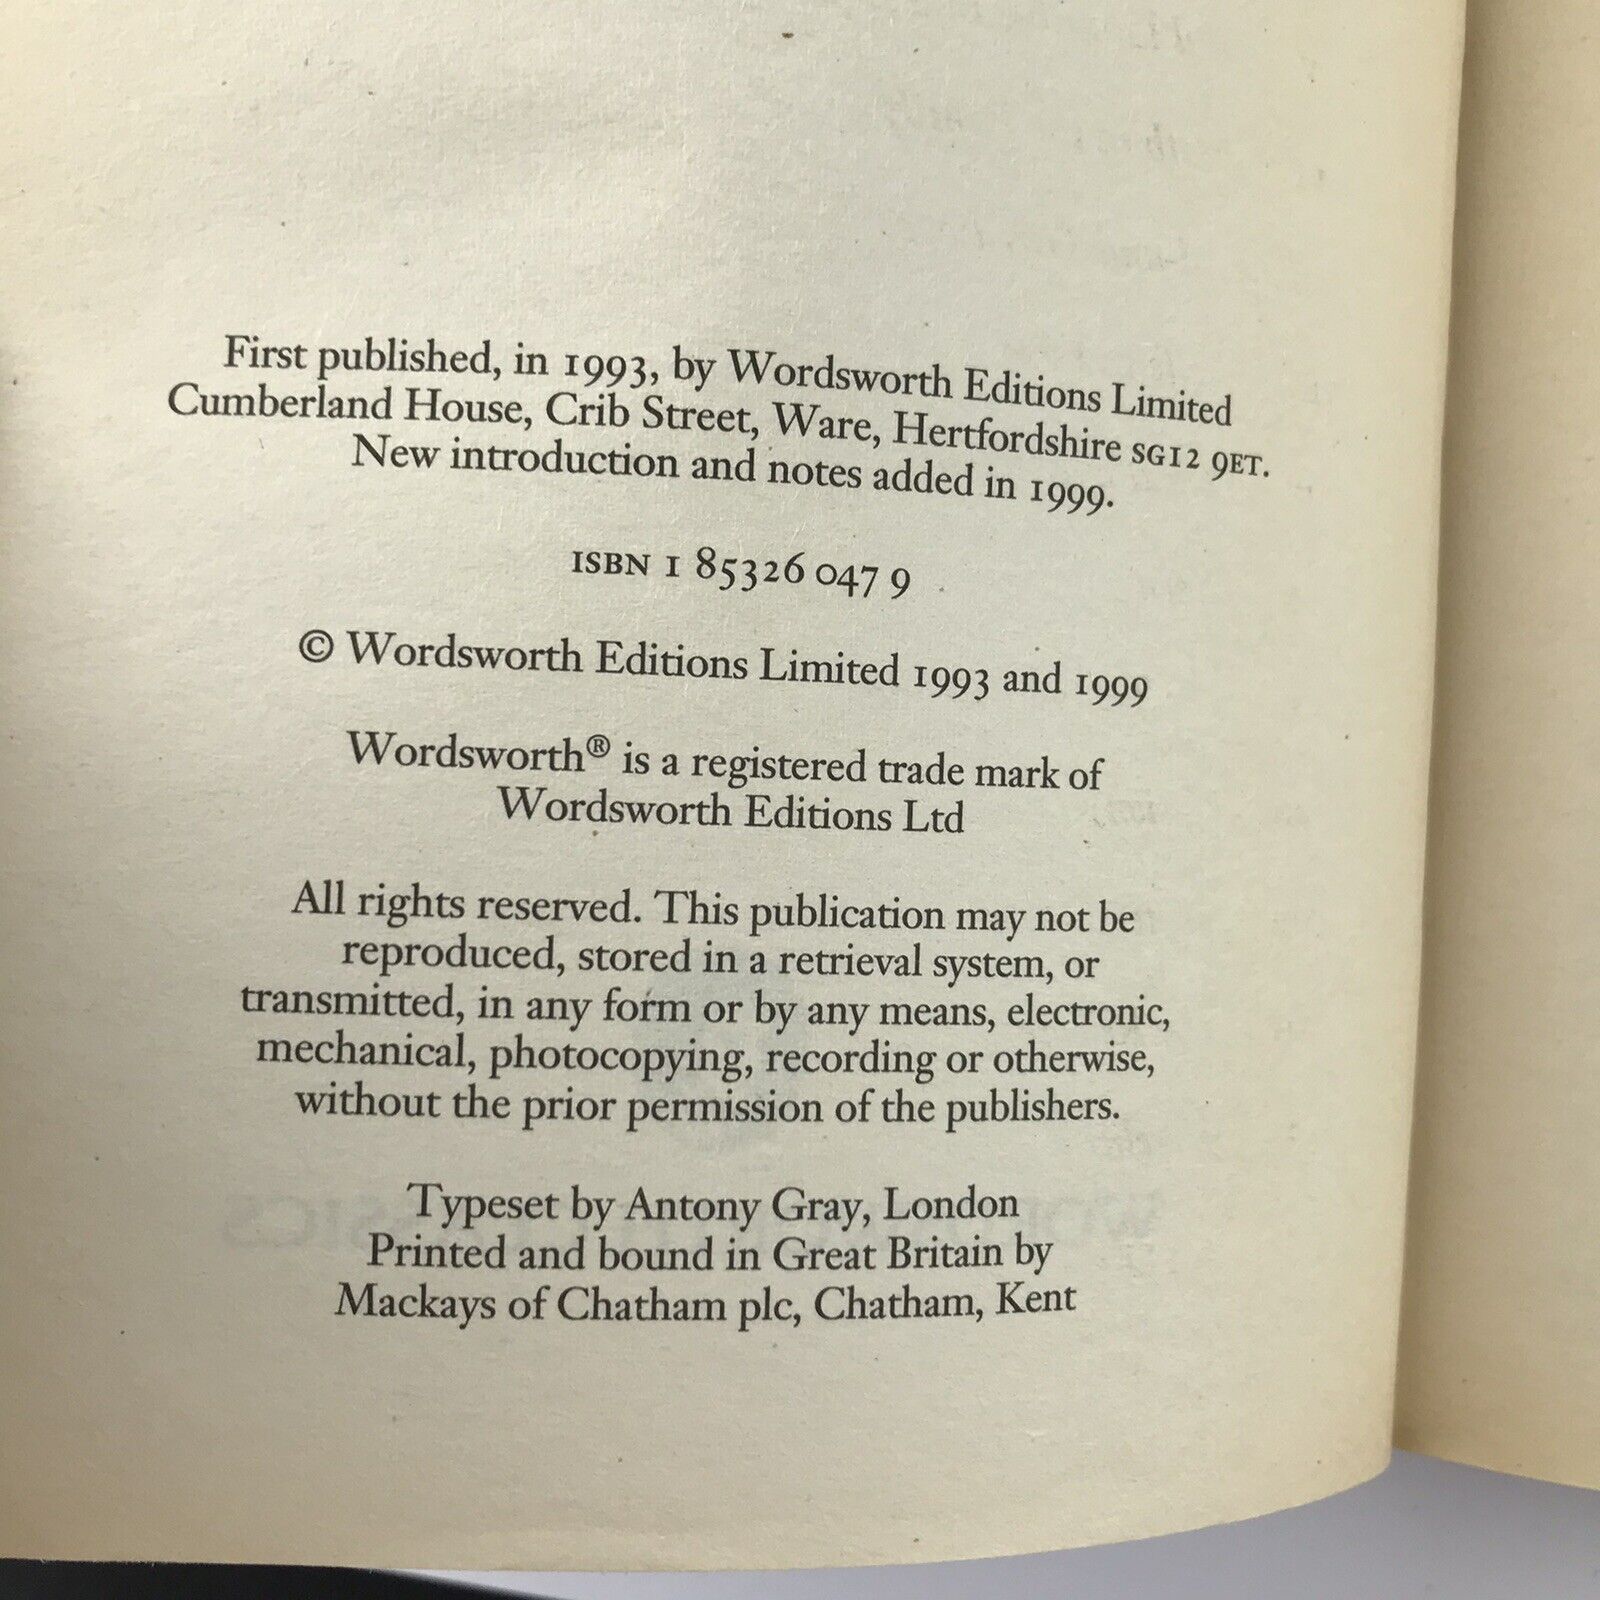 First published, in 1993, by Wordsworth Editions Limited
Cumberland House, Crib Street, Ware, Hertfordshire SG12 9ET.
New introduction and notes added in 1999.
ISBN 1 85326 047 9
© Wordsworth Editions Limited 1993 and 1999
Wordsworth® is a registered trade mark of
Wordsworth Editions Ltd
All rights reserved. This publication may not be
reproduced, stored in a retrieval system, or
transmitted, in any form or by any means, electronic,
mechanical, photocopying, recording or otherwise,
without the prior permission of the publishers.
Typeset by Antony Gray, London
Printed and bound in Great Britain by
Mackays of Chatham plc, Chatham, Kent